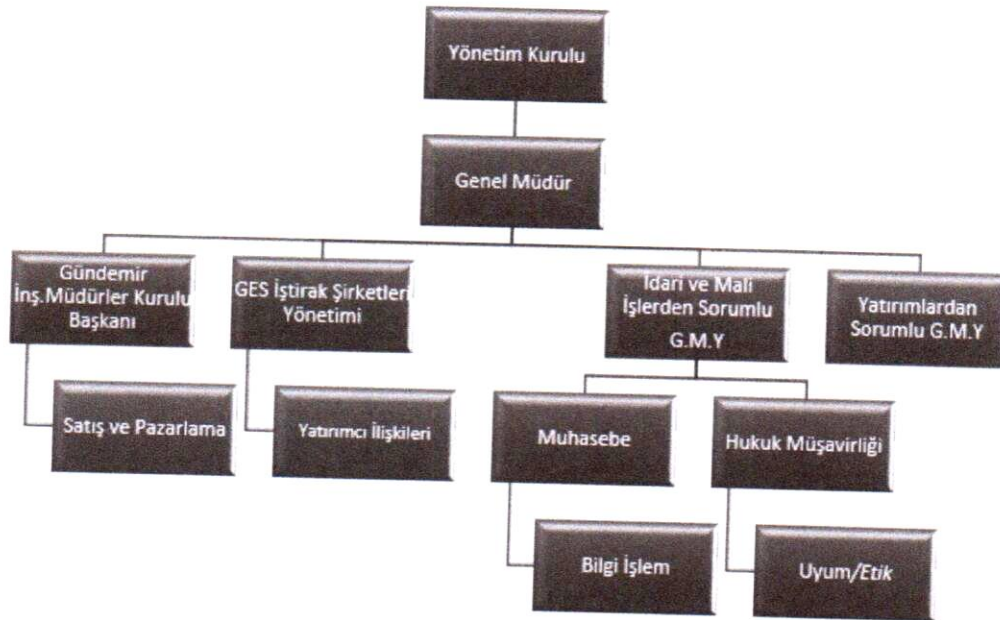 Yönetim Kurulu
Genel Müdür
Gündemir
İnş.Müdürler Kurulu
Başkanı
GES İştirak Şirketleri
Yönetimi
İdari ve Mali
İşlerden Sorumlu
G.M.Y
Yatırımlardan
Sorumlu G.M.Y
Satış ve Pazarlama
Yatırımcı İlişkileri
Muhasebe
Hukuk Müşavirliği
Bilgi İşlem
Uyum/Etik